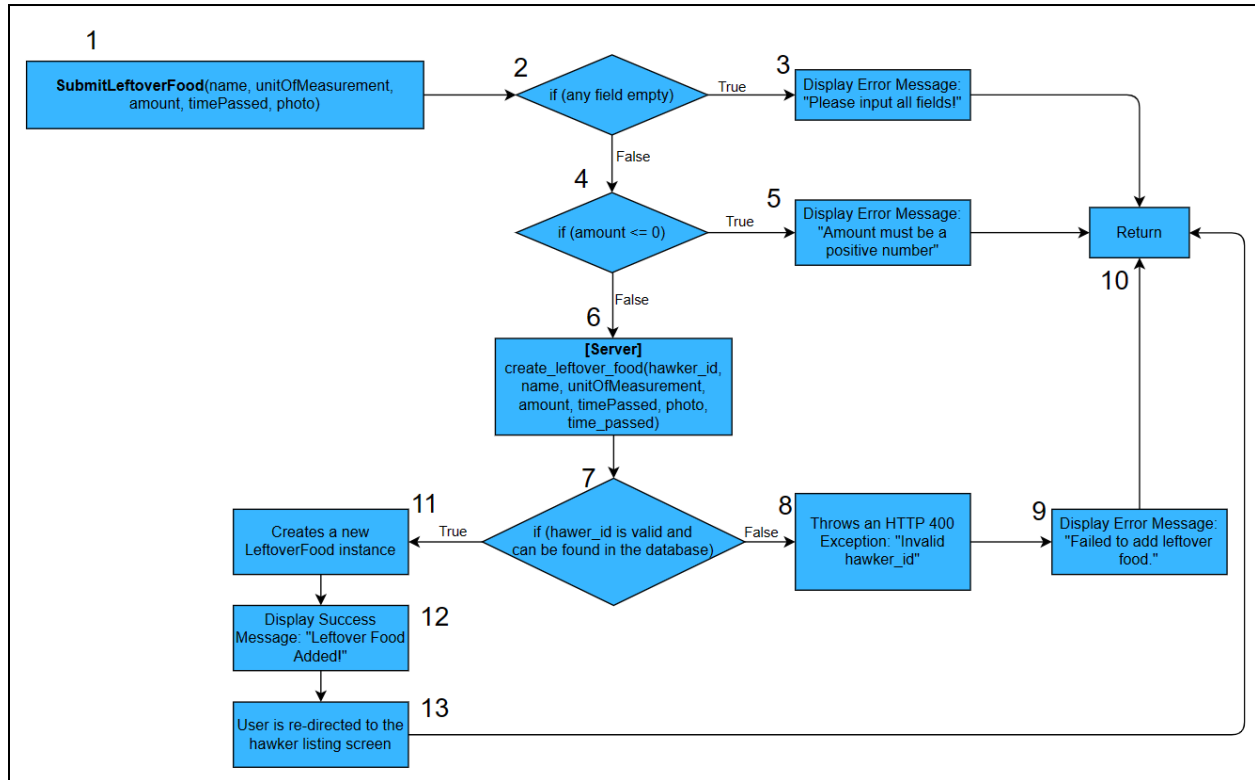 1
SubmitLeftoverFood(name, unitOfMeasurement,
amount, timePassed, photo)
2
if (any field empty)
True
3
Display Error Message:
"Please input all fields!"
False
4
if (amount <= 0)
True
5
Display Error Message:
"Amount must be a
positive number"
Return
10
False
6
[Server]
create_leftover_food(hawker_id,
name, unitOfMeasurement,
amount, timePassed, photo,
time_passed)
7
if (hawer_id is valid and
can be found in the database)
False
8
Throws an HTTP 400
Exception: "Invalid
hawker_id"
9
Display Error Message:
"Failed to add leftover
food."
True
11
Creates a new
LeftoverFood instance
12
Display Success
Message: "Leftover Food
Added!"
13
User is re-directed to the
hawker listing screen